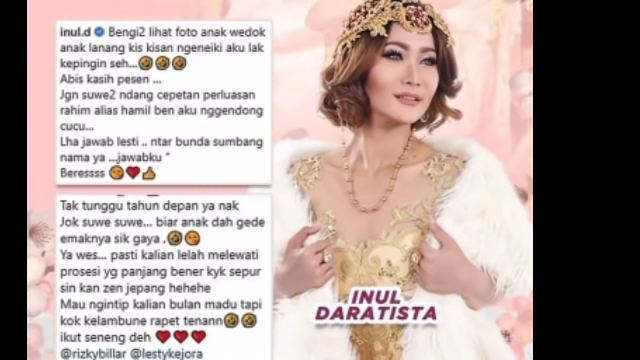 inul.d Bengi2 lihat foto anak wedok
anak lanang kis kisan ngeneiki aku lak
kepingin seh...🤣🤣🤣
Abis kasih pesen ...
Jgn suwe2 ndang cepetan perluasan
rahim alias hamil ben aku nggendong
cucu...
Lha jawab lesti .. ntar bunda sumbang
nama ya ...jawabku "
Beressss 😘❤️👍
Tak tunggu tahun depan ya nak
Jok suwe suwe... biar anak dah gede
emaknya sik gaya ,🤣😘
Ya wes... pasti kalian lelah melewati
prosesi yg panjang bener kyk sepur
sin kan zen jepang hehehe
Mau ngintip kalian bulan madu tapi
kok kelambune rapet tenann🤣🤣
ikut seneng deh ❤️ ❤️ ❤️
@rizkybillar @lestykejora
INUL
DARATISTA